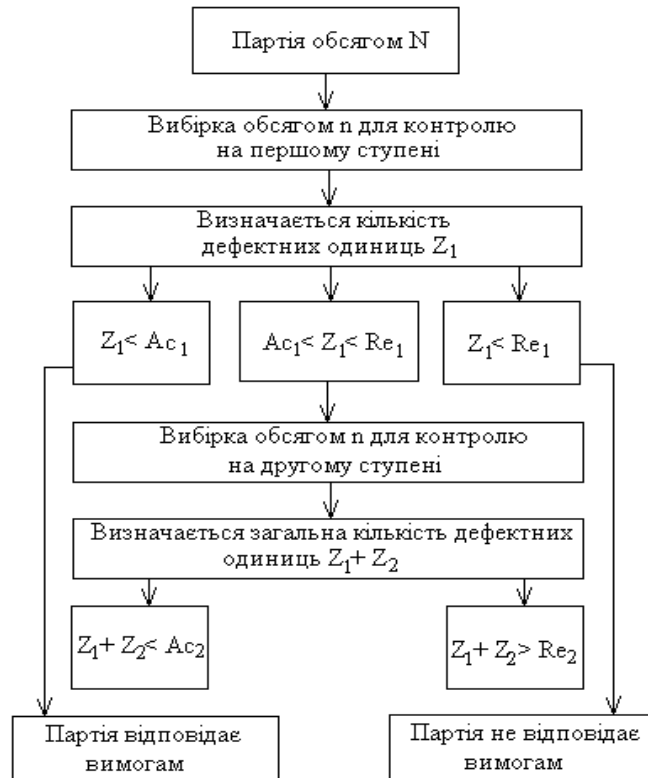 Партія обсягом N
Вибірка обсягом n для контролю
на першому ступені
Визначається кількість
дефектних одиниць Z₁
Z₁< Ac₁
Ac₁< Z₁< Re₁
Z₁< Re₁
Вибірка обсягом n для контролю
на другому ступені
Визначається загальна кількість дефектних
одиниць Z₁+ Z₂
Z₁+ Z₂< Ac₂
Z₁+ Z₂> Re₂
Партія відповідає
вимогам
Партія не відповідає
вимогам